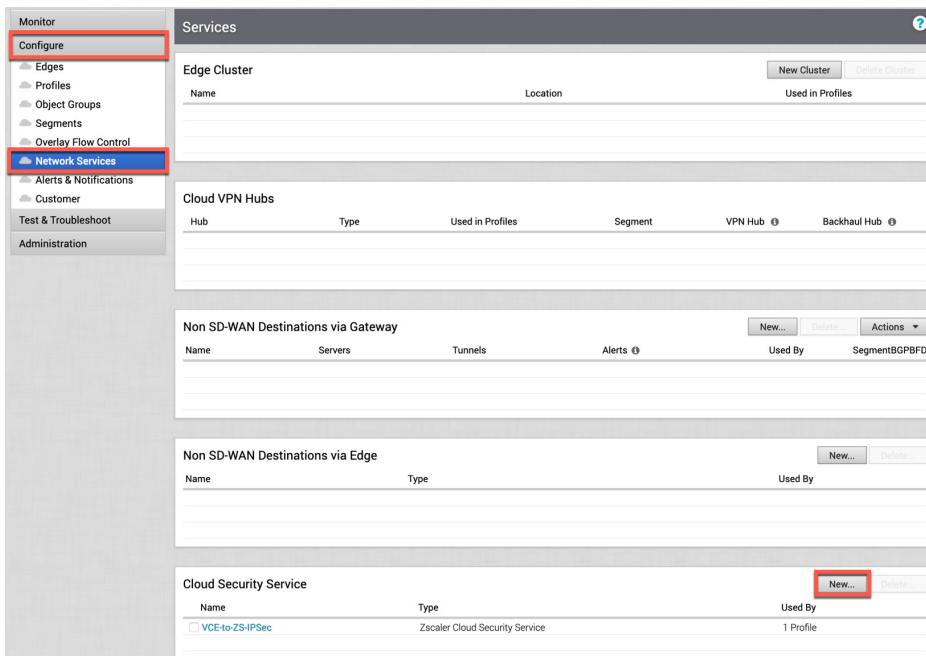 Monitor
Configure
Edges
Profiles
Object Groups
Segments
Overlay Flow Control
Network Services
Alerts & Notifications
Customer
Test & Troubleshoot
Administration
Services
?
Edge Cluster
New Cluster Delete Cluster
Name Location Used in Profiles
Cloud VPN Hubs
Hub Type Used in Profiles Segment VPN Hub Backhaul Hub
Non SD-WAN Destinations via Gateway
New... Delete... Actions
Name Servers Tunnels Alerts Used By SegmentBGPBFD
Non SD-WAN Destinations via Edge
New... Delete...
Name Type Used By
Cloud Security Service
New... Delete...
Name Type Used By
VCE-to-ZS-IPSec Zscaler Cloud Security Service 1 Profile